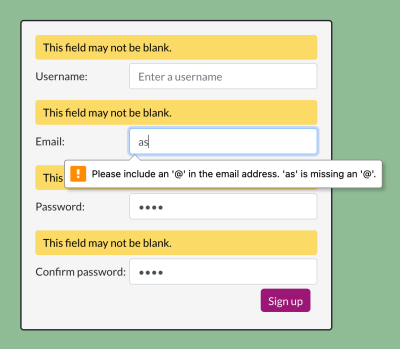 This field may not be blank.
Username:
Enter a username
This field may not be blank.
Email:
as
Please include an '@' in the email address. 'as' is missing an '@'.
This
Password:
••••
This field may not be blank.
Confirm password:
••••
Sign up